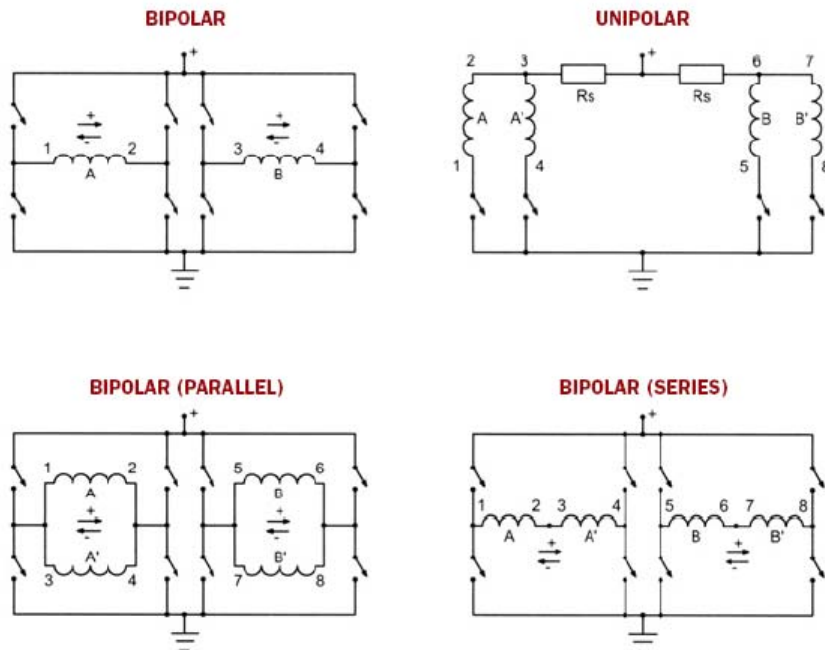 BIPOLAR
+
+
-
+
-
1 2 3 4
A B
UNIPOLAR
+
2 3 6 7
Rs Rs
A A' B B'
1 4 5 8
BIPOLAR (PARALLEL)
+
1 2 5 6
A B
+
-
+
-
A' B'
3 4 7 8
BIPOLAR (SERIES)
+
1 2 3 4 5 6 7 8
A A' B B'
+
-
+
-